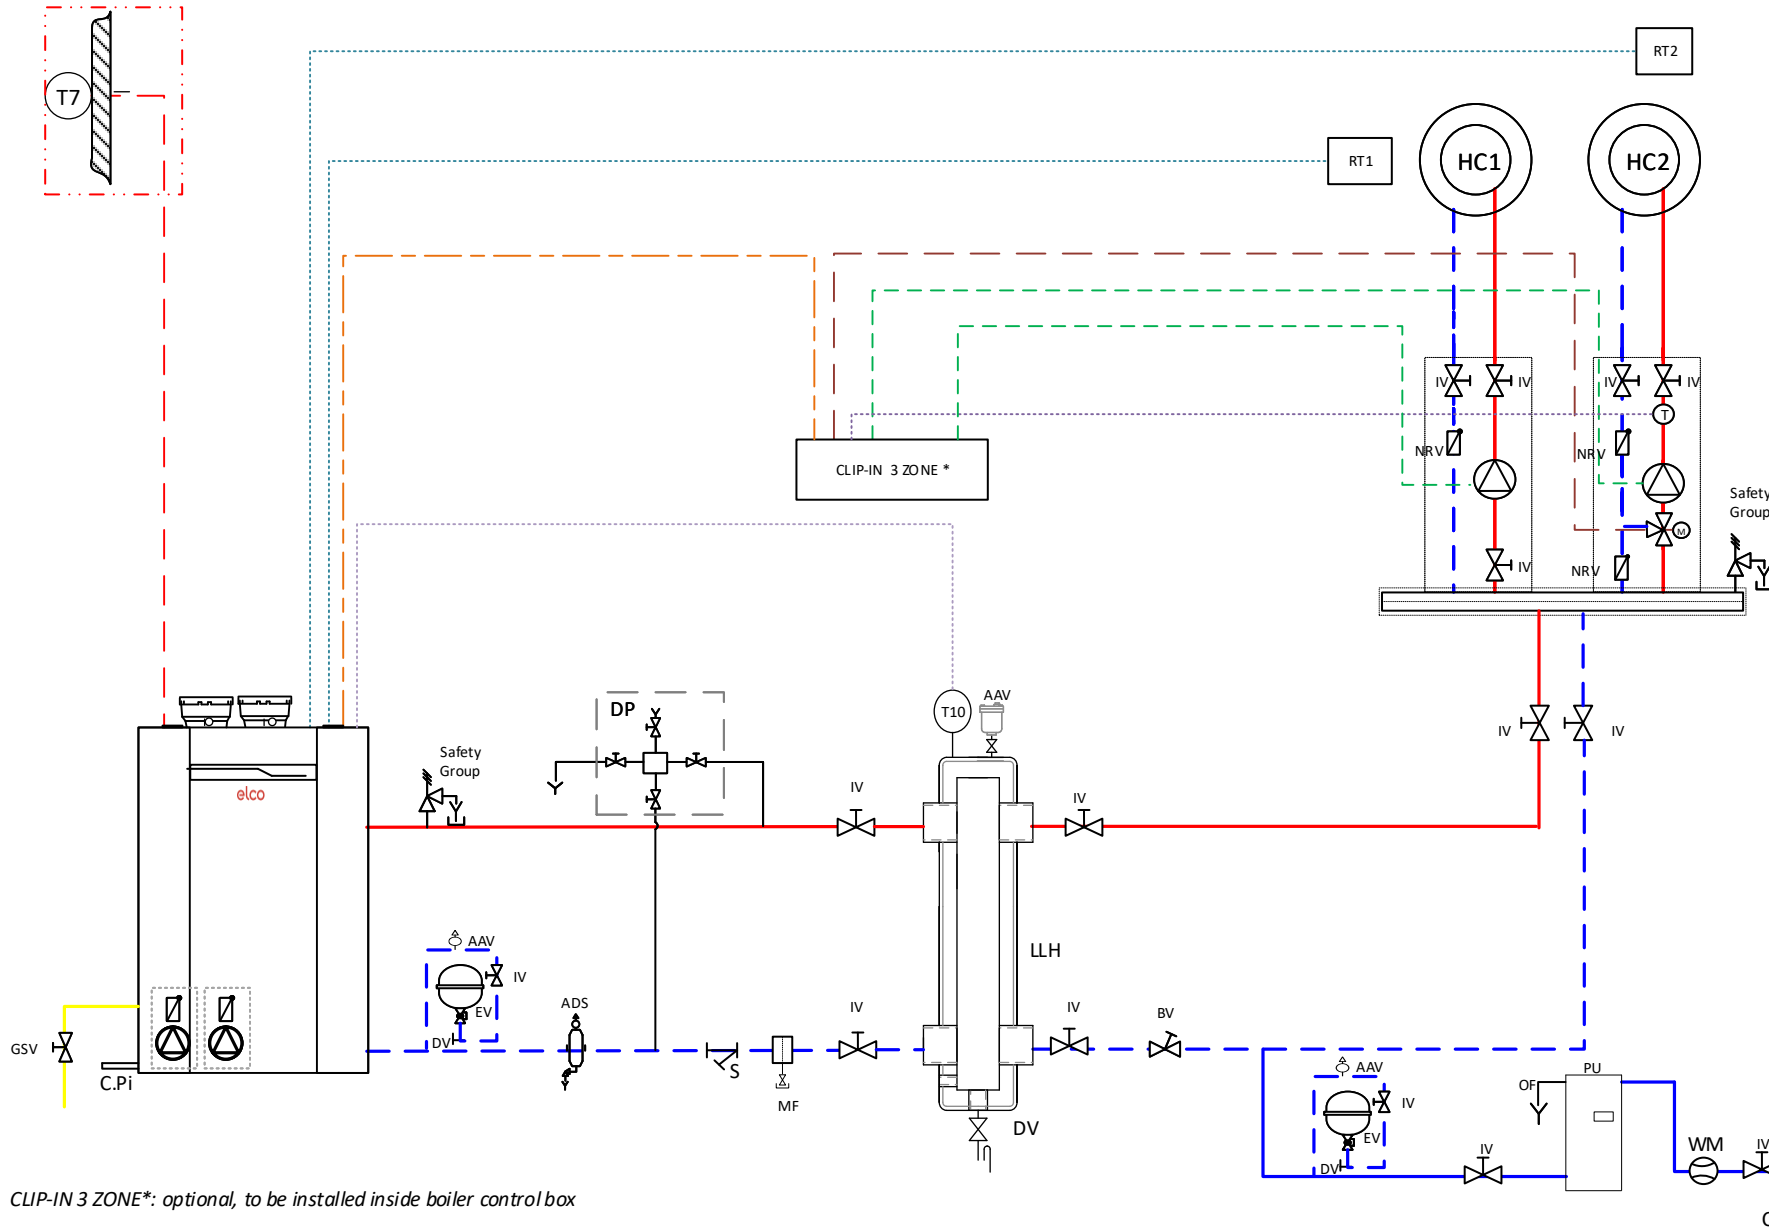 RT2
T7
RT1
HC1
HC2
IV
IV
IV
IV
T
NRV
NRV
CLIP-IN 3 ZONE *
Safety
Group
M
IV
NRV
T10
AAV
DP
IV
IV
Safety
Group
elco
IV
IV
LLH
AAV
IV
EV
DV
ADS
IV
IV
BV
GSV
C.Pi
S
MF
DV
AAV
IV
EV
DV
OF
PU
IV
WM
IV
CLIP-IN 3 ZONE*: optional, to be installed inside boiler control box